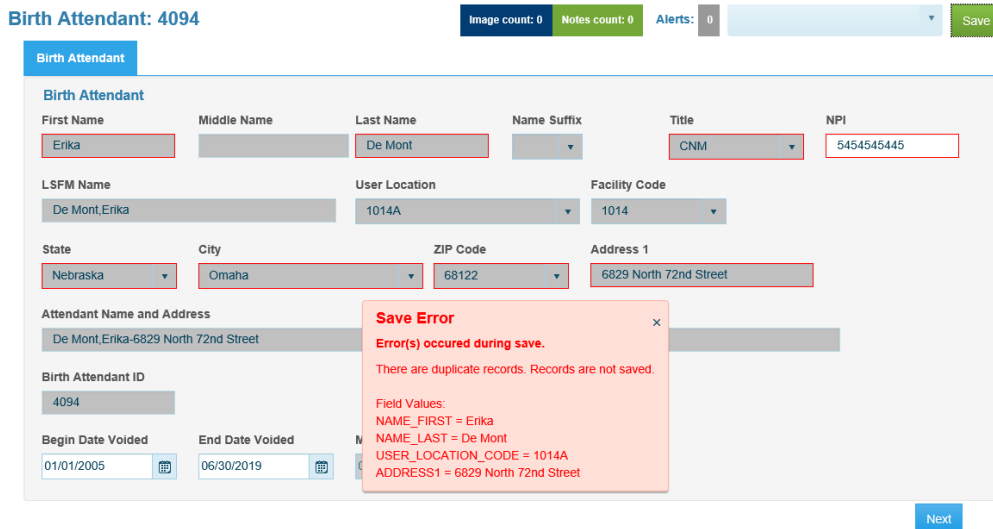 Birth Attendant: 4094
Image count: 0 Notes count: 0 Alerts: 0 Save
Birth Attendant
Birth Attendant
First Name Middle Name Last Name Name Suffix Title NPI
Erika De Mont CNM 5454545445
LSFM Name User Location Facility Code
De Mont,Erika 1014A 1014
State City ZIP Code Address 1
Nebraska Omaha 68122 6829 North 72nd Street
Attendant Name and Address
De Mont,Erika-6829 North 72nd Street
Save Error
×
Error(s) occured during save.
There are duplicate records. Records are not saved.
Field Values:
NAME_FIRST = Erika
NAME_LAST = De Mont
USER_LOCATION_CODE = 1014A
ADDRESS1 = 6829 North 72nd Street
Birth Attendant ID
4094
Begin Date Voided End Date Voided
01/01/2005 06/30/2019
Next